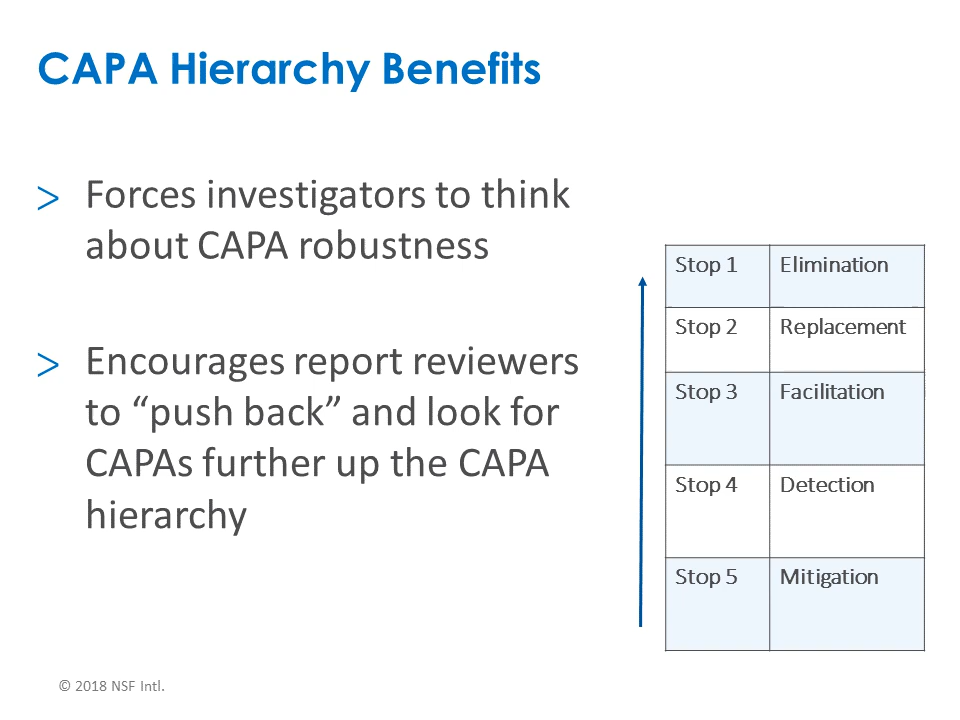 CAPA Hierarchy Benefits
> Forces investigators to think
about CAPA robustness
> Encourages report reviewers
to “push back” and look for
CAPAs further up the CAPA
hierarchy
Stop 1 Elimination
Stop 2 Replacement
Stop 3 Facilitation
Stop 4 Detection
Stop 5 Mitigation
© 2018 NSF Intl.